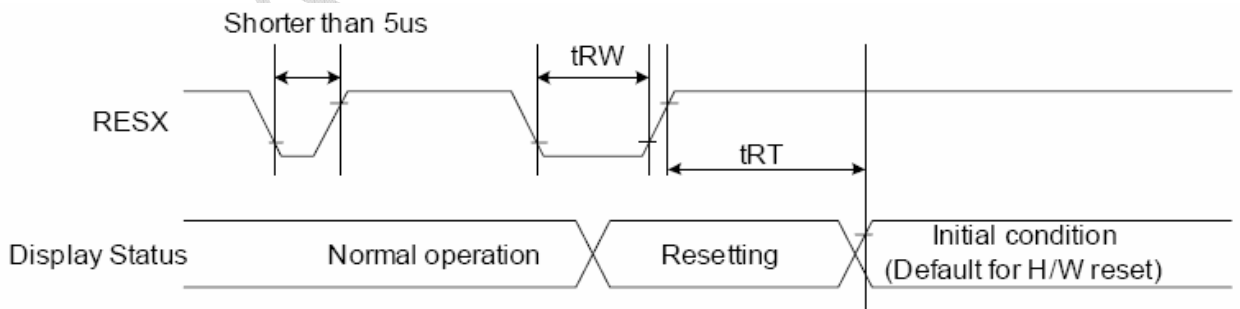 Shorter than 5us
tRW
RESX
tRT
Display Status
Normal operation
Resetting
Initial condition
(Default for H/W reset)